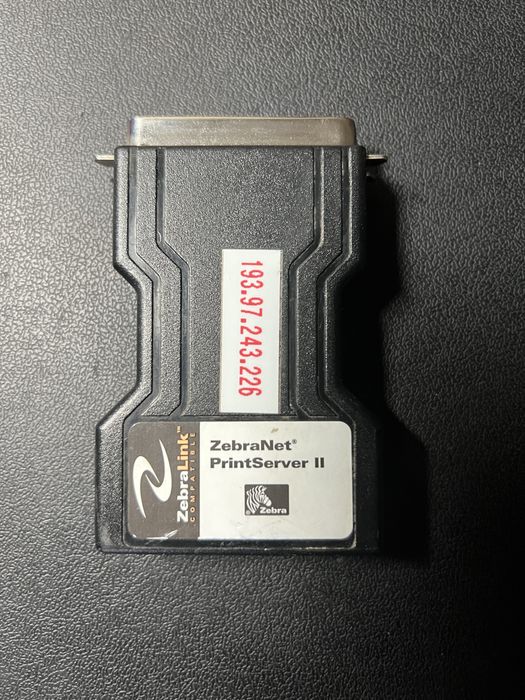 193.97.243.226
ZebraLink™
COMPATIBLE
ZebraNet®
PrintServer II
Zebra